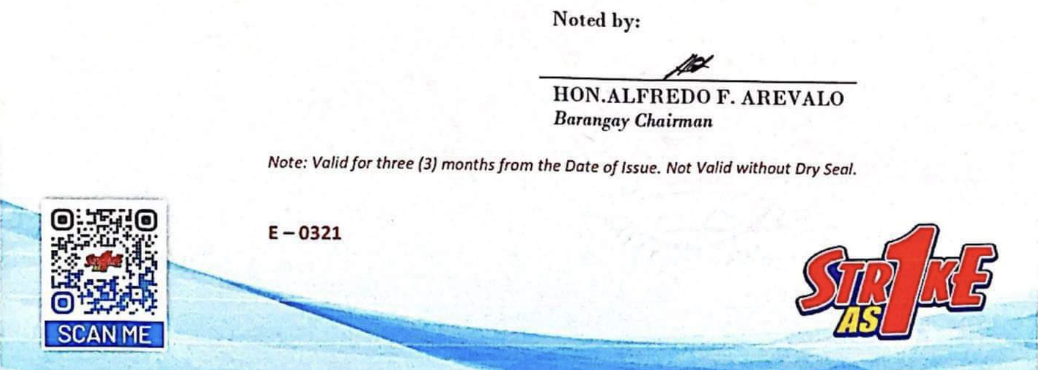 Noted by:
HON.ALFREDO F. AREVALO
Barangay Chairman
Note: Valid for three (3) months from the Date of Issue. Not Valid without Dry Seal.
E – 0321
SCAN ME
STR1KE
AS